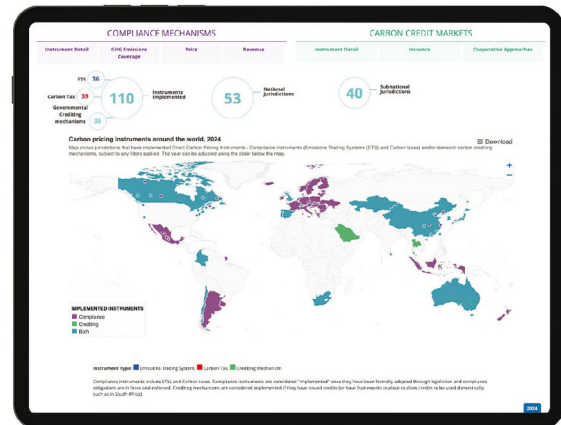 COMPLIANCE MECHANISMS
CARBON CREDIT MARKETS
Instrument Detail
GHG Emissions
Coverage
Price
Revenue
Instrument Detail
Issuance
Cooperative Approaches
ETS 36
Carbon Tax 39
Governmental
Crediting
mechanisms 35
110
Instruments
implemented
53
National
Jurisdictions
40
Subnational
Jurisdictions
Carbon pricing instruments around the world, 2024
Download
Map shows jurisdictions that have implemented Direct Carbon Pricing Instruments - Compliance instruments (Emissions Trading Systems (ETS) and Carbon taxes) and/or domestic carbon crediting
mechanisms, subject to any filters applied. The year can be adjusted using the slider below the map.
+
−
IMPLEMENTED INSTRUMENTS
Compliance
Crediting
Both
Instrument Type: Emissions Trading System, Carbon Tax, Crediting Mechanism
Compliance instruments include ETSs and Carbon taxes. Compliance instruments are considered "implemented" once they have been formally adopted through legislation and compliance
obligations are in force and enforced. Crediting mechanisms are considered implemented if they have issued credits (or have frameworks in place to allow credits to be used domestically,
such as in South Africa)
2024